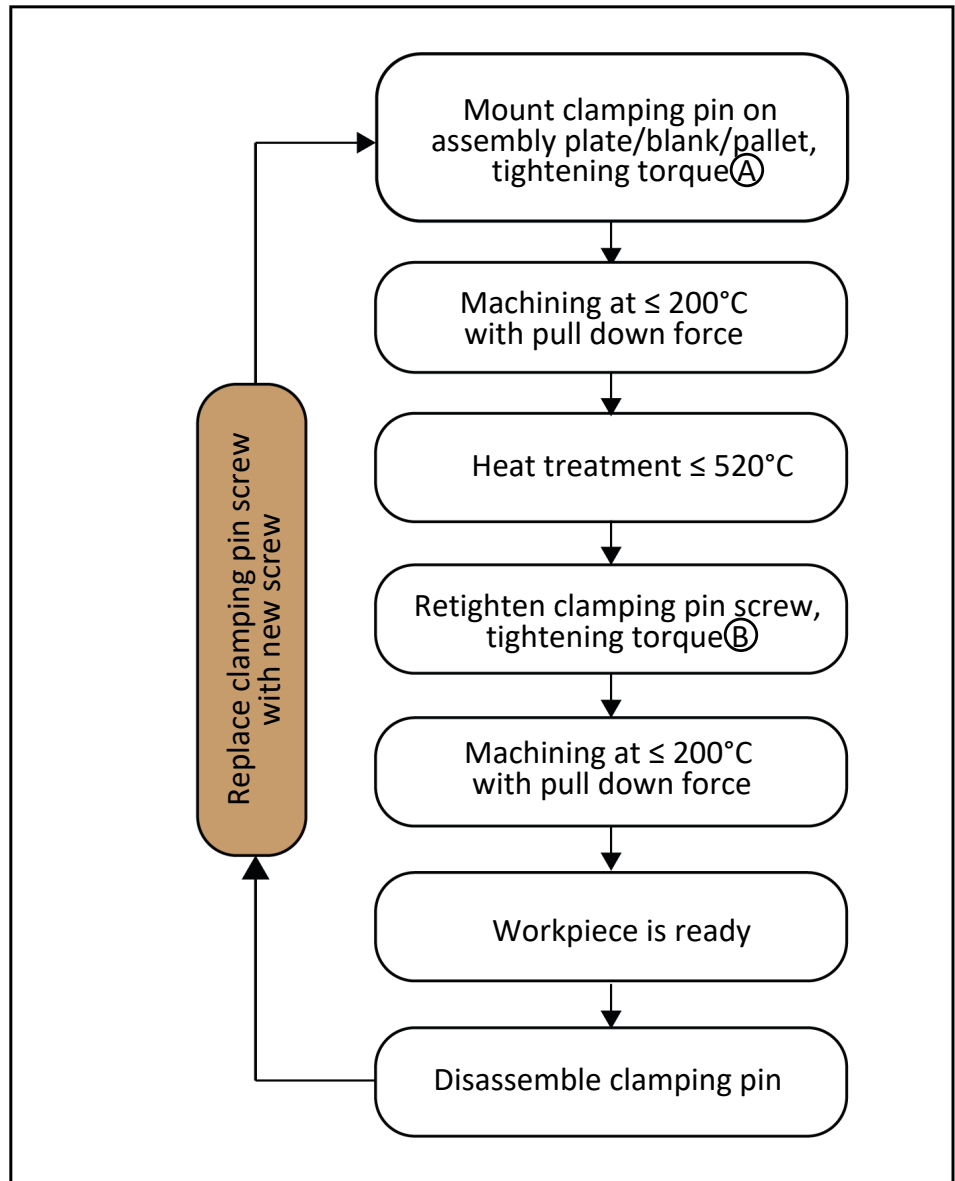 Mount clamping pin on
assembly plate/blank/pallet,
tightening torque Ⓐ
Machining at ≤ 200°C
with pull down force
Heat treatment ≤ 520°C
Retighten clamping pin screw,
tightening torque Ⓑ
Machining at ≤ 200°C
with pull down force
Workpiece is ready
Disassemble clamping pin
Replace clamping pin screw
with new screw